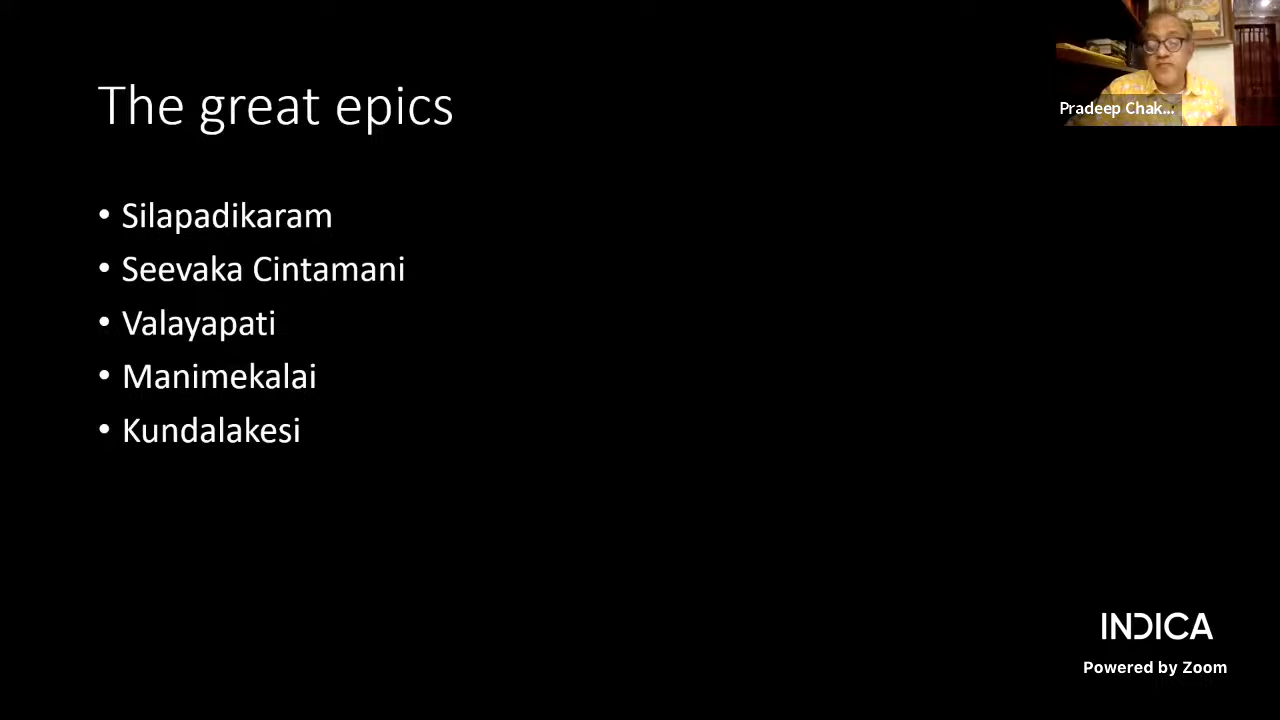 The great epics
• Silapadikaram
• Seevaka Cintamani
• Valayapati
• Manimekalai
• Kundalakesi
Pradeep Chak...
INDICA
Powered by Zoom